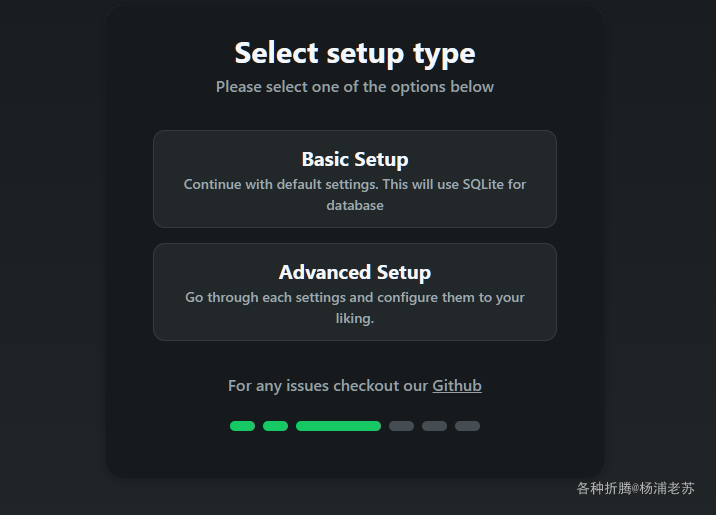 Select setup type
Please select one of the options below
Basic Setup
Continue with default settings. This will use SQLite for
database
Advanced Setup
Go through each settings and configure them to your
liking.
For any issues checkout our Github
各种折腾@杨浦老苏